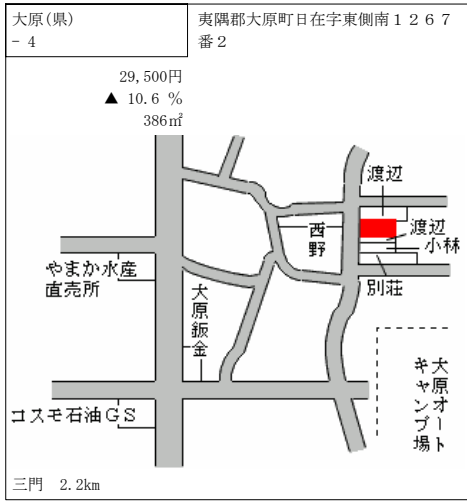 大原(県)
- 4
夷隅郡大原町日在字東側南1267
番2
29,500円
▲ 10.6 %
386㎡
渡辺
西野
渡辺
小林
別荘
やまか水産
直売所
大原鈑金
大原オート
キャンプ場
コスモ石油GS
三門 2.2km